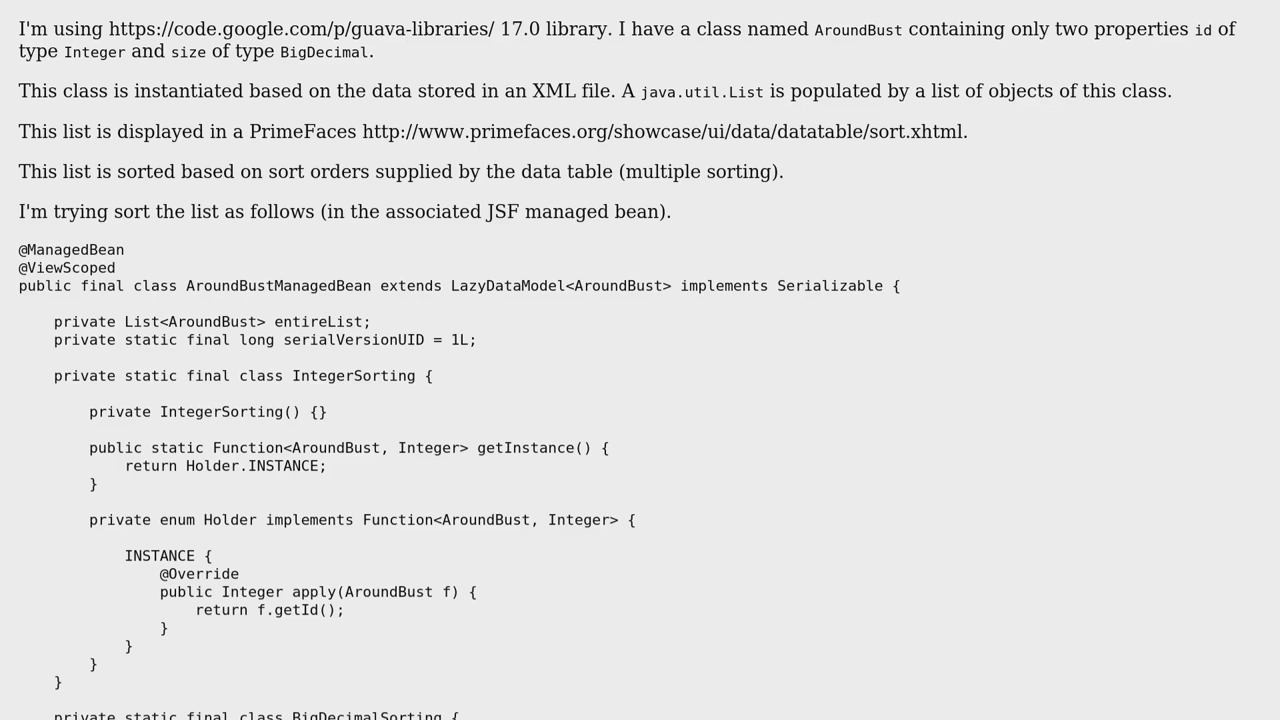 I'm using https://code.google.com/p/guava-libraries/ 17.0 library. I have a class named AroundBust containing only two properties id of
type Integer and size of type BigDecimal.
This class is instantiated based on the data stored in an XML file. A java.util.List is populated by a list of objects of this class.
This list is displayed in a PrimeFaces http://www.primefaces.org/showcase/ui/data/datatable/sort.xhtml.
This list is sorted based on sort orders supplied by the data table (multiple sorting).
I'm trying sort the list as follows (in the associated JSF managed bean).
@ManagedBean
@ViewScoped
public final class AroundBustManagedBean extends LazyDataModel<AroundBust> implements Serializable {
    private List<AroundBust> entireList;
    private static final long serialVersionUID = 1L;
    private static final class IntegerSorting {
        private IntegerSorting() {}
        public static Function<AroundBust, Integer> getInstance() {
            return Holder.INSTANCE;
        }
        private enum Holder implements Function<AroundBust, Integer> {
            INSTANCE {
                @Override
                public Integer apply(AroundBust f) {
                    return f.getId();
                }
            }
        }
    }
    private static final class BigDecimalSorting {